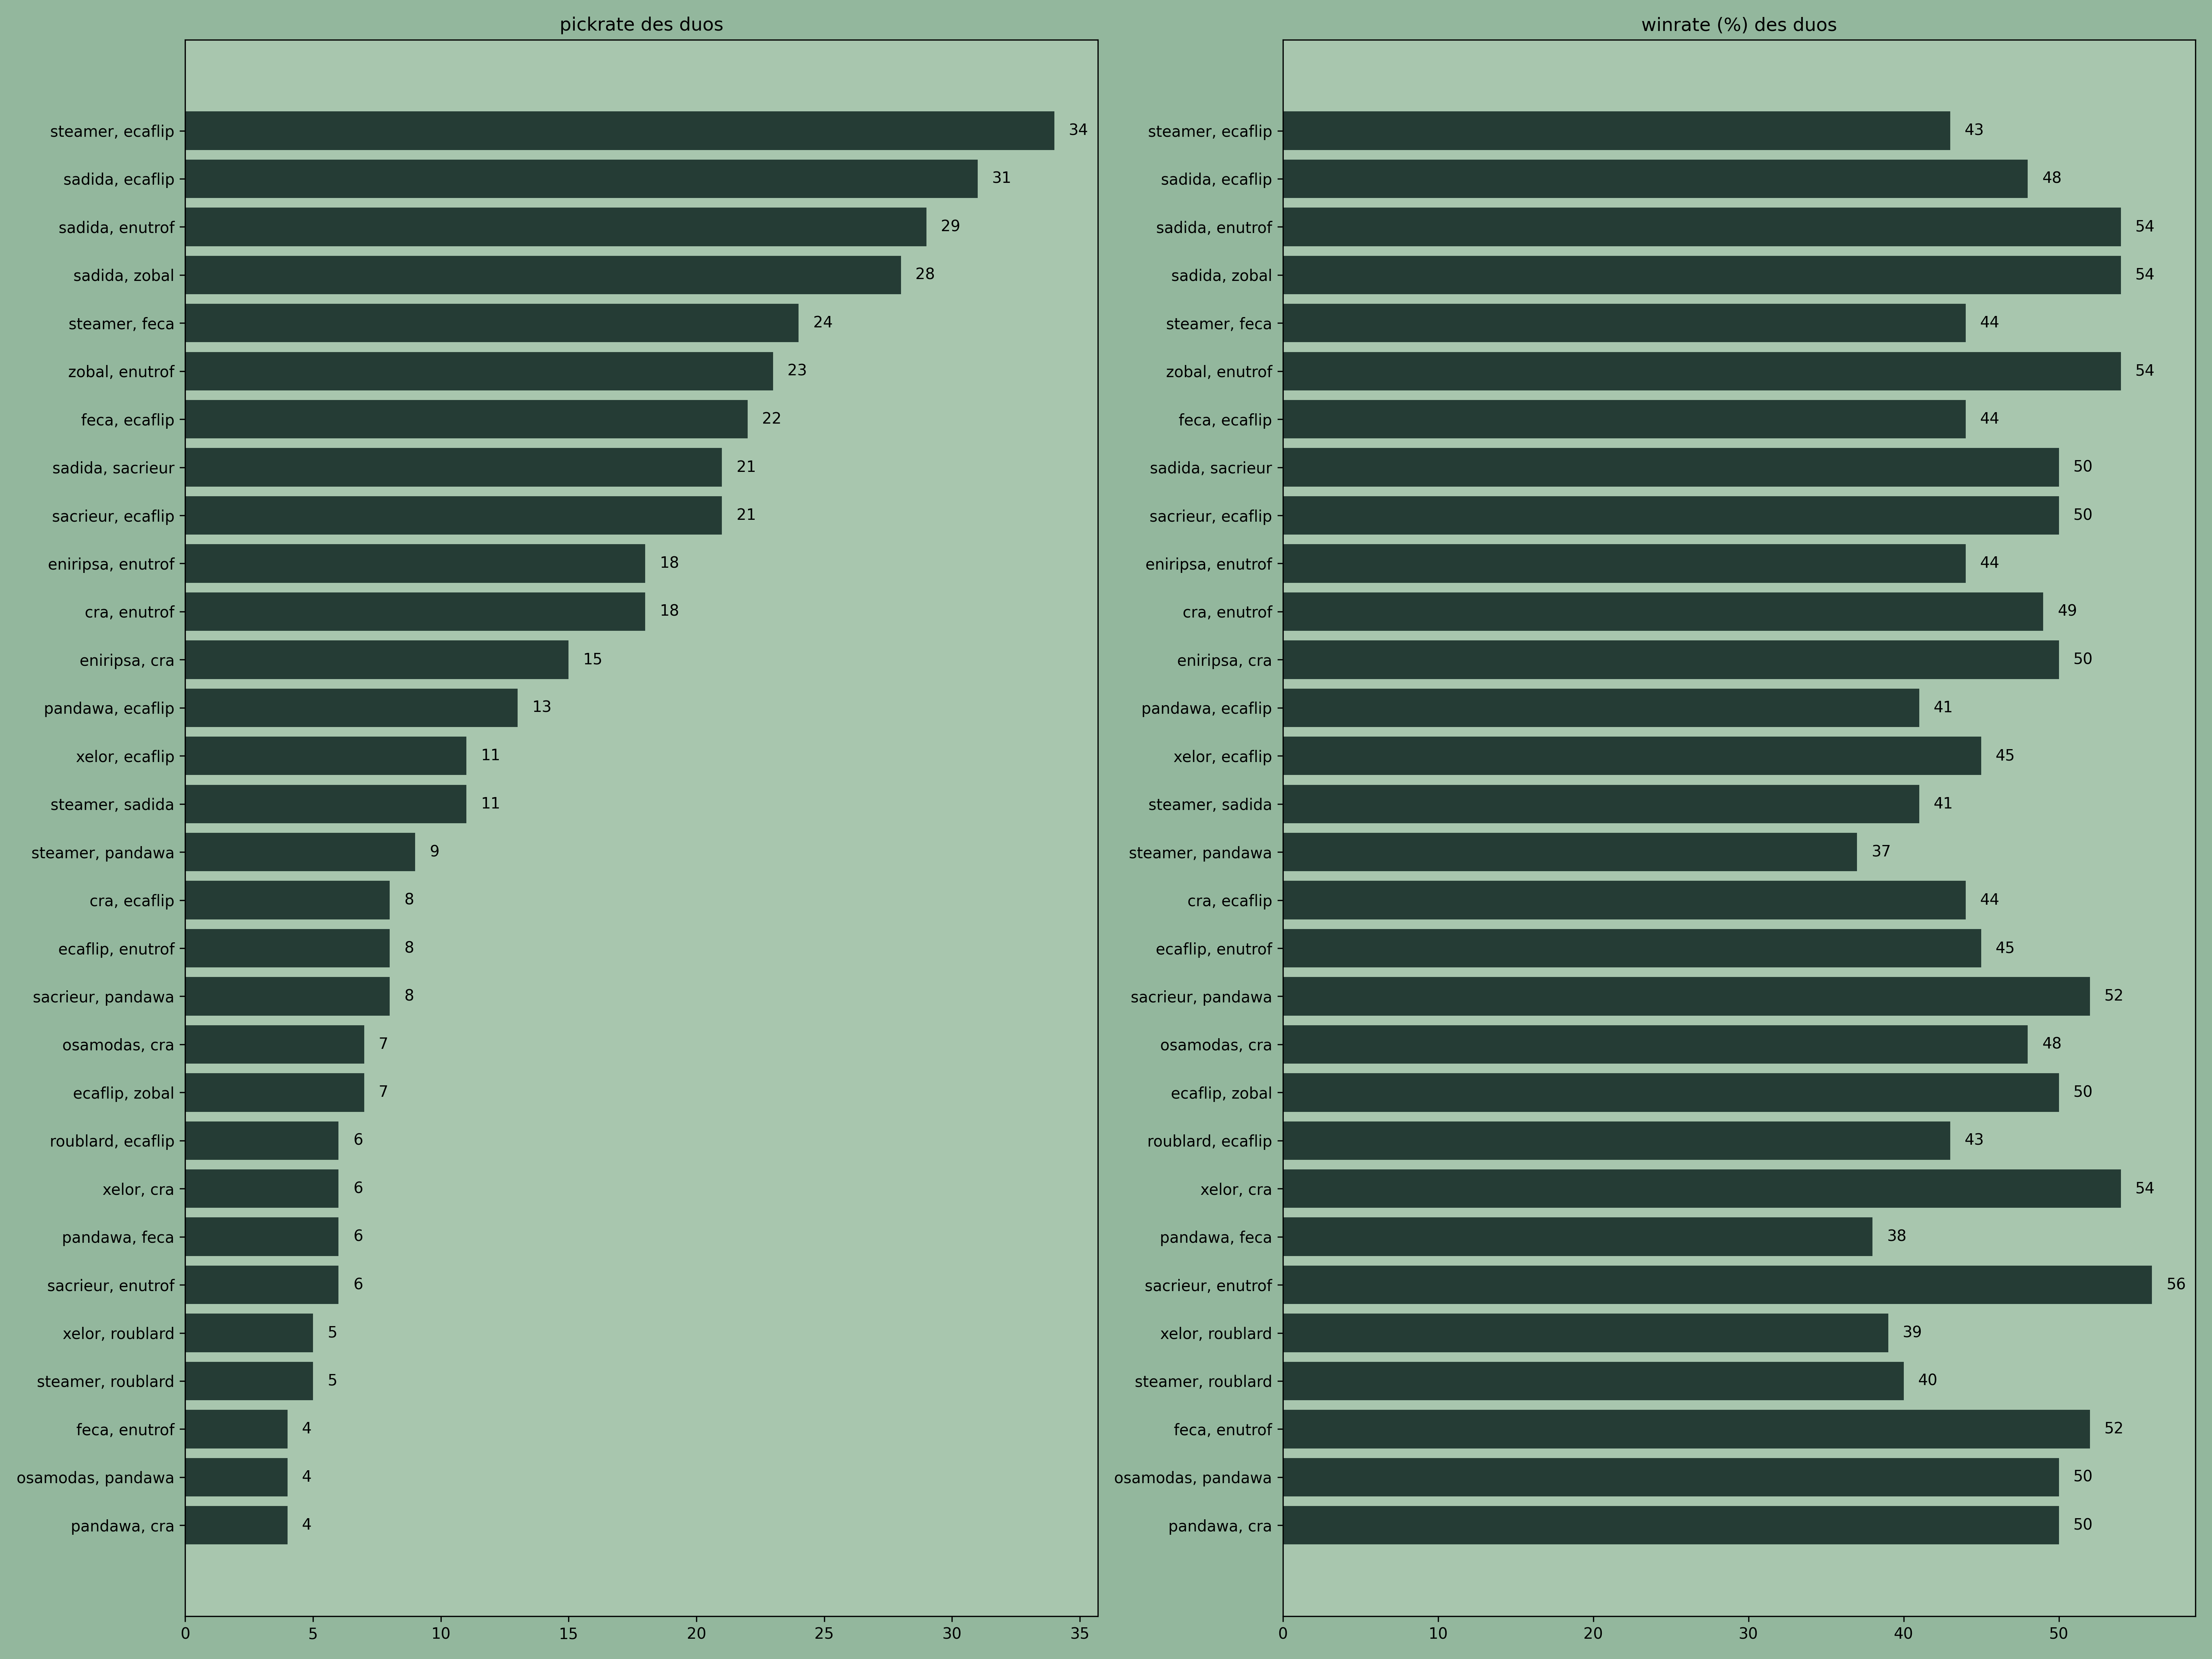 pickrate des duos
steamer, ecaflip 34
sadida, ecaflip 31
sadida, enutrof 29
sadida, zobal 28
steamer, feca 24
zobal, enutrof 23
feca, ecaflip 22
sadida, sacrieur 21
sacrieur, ecaflip 21
eniripsa, enutrof 18
cra, enutrof 18
eniripsa, cra 15
pandawa, ecaflip 13
xelor, ecaflip 11
steamer, sadida 11
steamer, pandawa 9
cra, ecaflip 8
ecaflip, enutrof 8
sacrieur, pandawa 8
osamodas, cra 7
ecaflip, zobal 7
roublard, ecaflip 6
xelor, cra 6
pandawa, feca 6
sacrieur, enutrof 6
xelor, roublard 5
steamer, roublard 5
feca, enutrof 4
osamodas, pandawa 4
pandawa, cra 4
0 5 10 15 20 25 30 35
winrate (%) des duos
steamer, ecaflip 43
sadida, ecaflip 48
sadida, enutrof 54
sadida, zobal 54
steamer, feca 44
zobal, enutrof 54
feca, ecaflip 44
sadida, sacrieur 50
sacrieur, ecaflip 50
eniripsa, enutrof 44
cra, enutrof 49
eniripsa, cra 50
pandawa, ecaflip 41
xelor, ecaflip 45
steamer, sadida 41
steamer, pandawa 37
cra, ecaflip 44
ecaflip, enutrof 45
sacrieur, pandawa 52
osamodas, cra 48
ecaflip, zobal 50
roublard, ecaflip 43
xelor, cra 54
pandawa, feca 38
sacrieur, enutrof 56
xelor, roublard 39
steamer, roublard 40
feca, enutrof 52
osamodas, pandawa 50
pandawa, cra 50
0 10 20 30 40 50